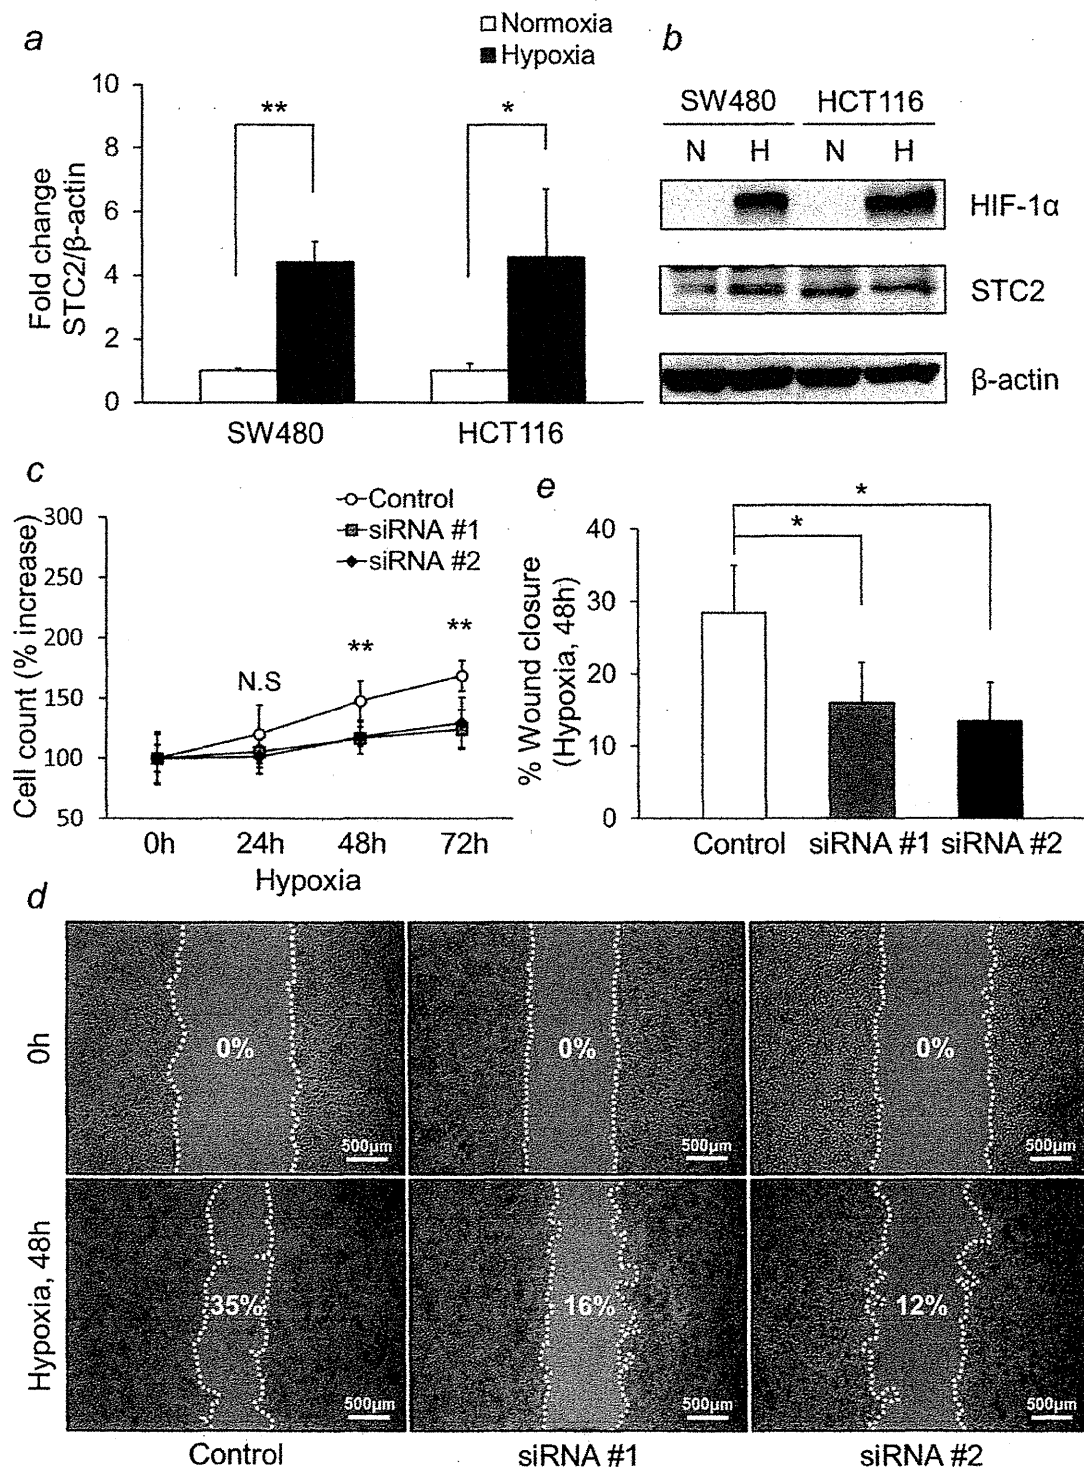 a
Normoxia
Hypoxia
Fold change
STC2/β-actin
10
8
6
4
2
0
**
*
SW480
HCT116
b
SW480 HCT116
N H N H
HIF-1α
STC2
β-actin
c
Control
siRNA #1
siRNA #2
Cell count (% increase)
300
250
200
150
100
50
N.S
**
**
0h 24h 48h 72h
Hypoxia
e
% Wound closure
(Hypoxia, 48h)
40
30
20
10
0
*
*
Control siRNA #1 siRNA #2
d
0h
0%
0%
0%
500μm
500μm
500μm
Hypoxia, 48h
35%
16%
12%
500μm
500μm
500μm
Control
siRNA #1
siRNA #2